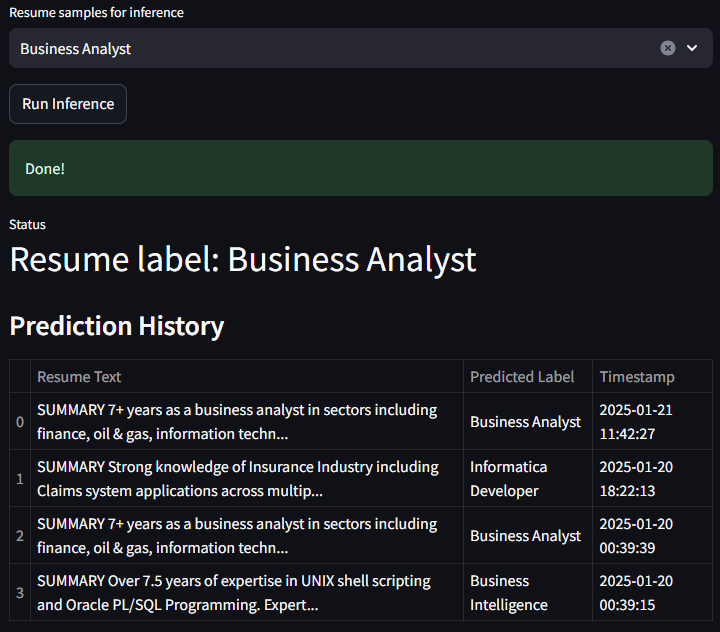 Resume samples for inference
Business Analyst
Run Inference
Done!
Status
Resume label: Business Analyst
Prediction History
Resume Text Predicted Label Timestamp
0 SUMMARY 7+ years as a business analyst in sectors including finance, oil & gas, information techn... Business Analyst 2025-01-21 11:42:27
1 SUMMARY Strong knowledge of Insurance Industry including Claims system applications across multip... Informatica Developer 2025-01-20 18:22:13
2 SUMMARY 7+ years as a business analyst in sectors including finance, oil & gas, information techn... Business Analyst 2025-01-20 00:39:39
3 SUMMARY Over 7.5 years of expertise in UNIX shell scripting and Oracle PL/SQL Programming. Expert... Business Intelligence 2025-01-20 00:39:15